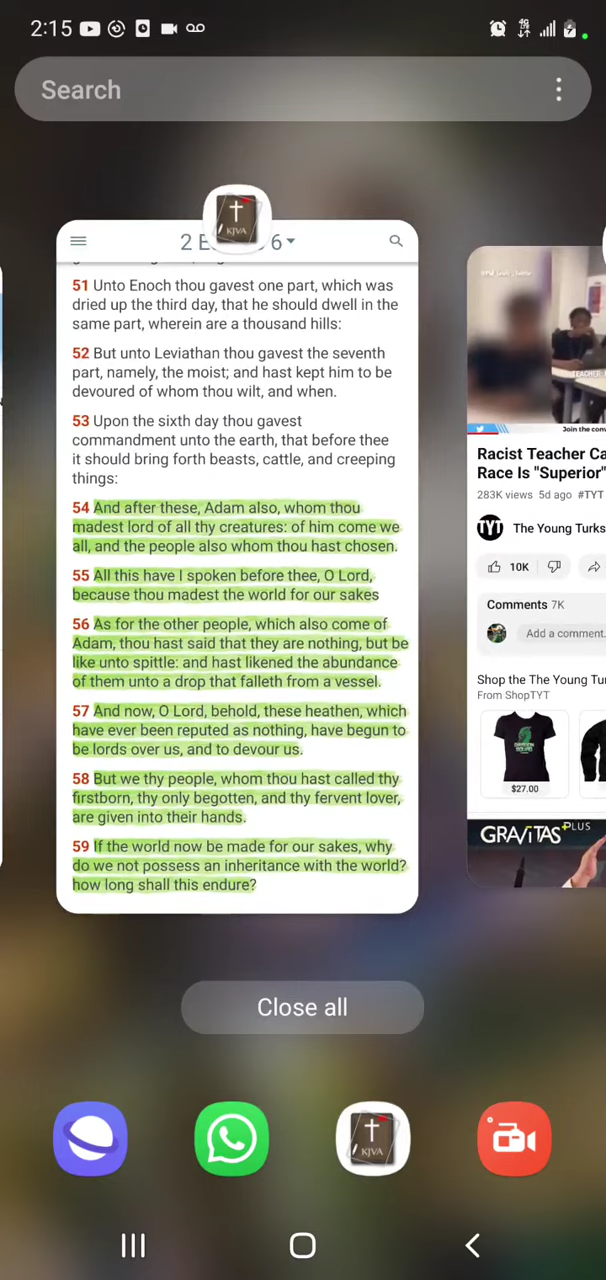 2:15
Search
KJVA
2 E 6
51 Unto Enoch thou gavest one part, which was
dried up the third day, that he should dwell in the
same part, wherein are a thousand hills:
52 But unto Leviathan thou gavest the seventh
part, namely, the moist; and hast kept him to be
devoured of whom thou wilt, and when.
53 Upon the sixth day thou gavest
commandment unto the earth, that before thee
it should bring forth beasts, cattle, and creeping
things:
54 And after these, Adam also, whom thou
madest lord of all thy creatures: of him come we
all, and the people also whom thou hast chosen.
55 All this have I spoken before thee, O Lord,
because thou madest the world for our sakes
56 As for the other people, which also come of
Adam, thou hast said that they are nothing, but be
like unto spittle: and hast likened the abundance
of them unto a drop that falleth from a vessel.
57 And now, O Lord, behold, these heathen, which
have ever been reputed as nothing, have begun to
be lords over us, and to devour us.
58 But we thy people, whom thou hast called thy
firstborn, thy only begotten, and thy fervent lover,
are given into their hands.
59 If the world now be made for our sakes, why
do we not possess an inheritance with the world?
how long shall this endure?
TEACHER
Join the con
Racist Teacher Ca
Race Is "Superior"
283K views 5d ago #TYT
TYT The Young Turks
10K
Comments 7K
Add a comment.
Shop the The Young Tu
From ShopTYT
$27.00
GRAVITAS PLUS
Close all
KJVA